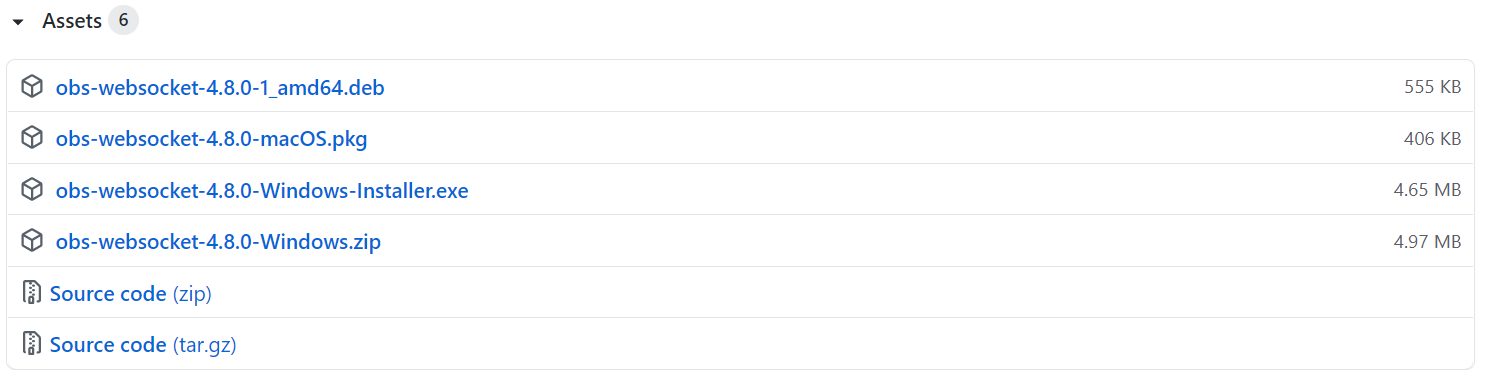 Assets 6
obs-websocket-4.8.0-1_amd64.deb 555 KB
obs-websocket-4.8.0-macOS.pkg 406 KB
obs-websocket-4.8.0-Windows-Installer.exe 4.65 MB
obs-websocket-4.8.0-Windows.zip 4.97 MB
Source code (zip)
Source code (tar.gz)